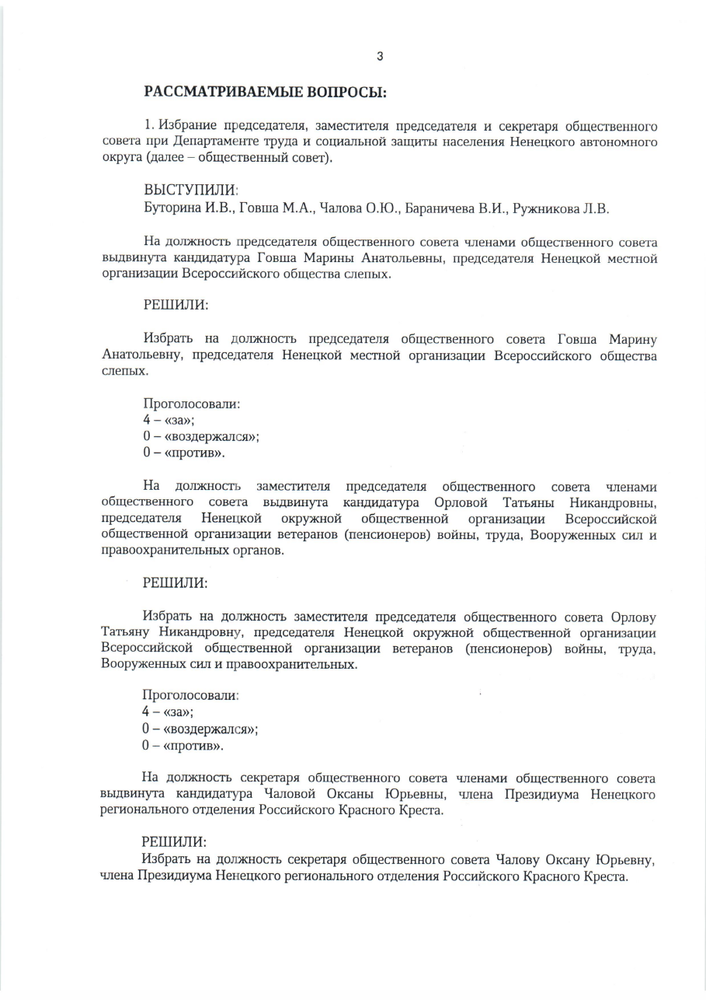 3
РАССМАТРИВАЕМЫЕ ВОПРОСЫ:
1. Избрание председателя, заместителя председателя и секретаря общественного
совета при Департаменте труда и социальной защиты населения Ненецкого автономного
округа (далее – общественный совет).
ВЫСТУПИЛИ:
Буторина И.В., Говша М.А., Чалова О.Ю., Бараничева В.И., Ружникова Л.В.
На должность председателя общественного совета членами общественного совета
выдвинута кандидатура Говша Марины Анатольевны, председателя Ненецкой местной
организации Всероссийского общества слепых.
РЕШИЛИ:
Избрать на должность председателя общественного совета Говша Марину
Анатольевну, председателя Ненецкой местной организации Всероссийского общества
слепых.
Проголосовали:
4 – «за»;
0 – «воздержался»;
0 – «против».
На должность заместителя председателя общественного совета членами
общественного совета выдвинута кандидатура Орловой Татьяны Никандровны,
председателя Ненецкой окружной общественной организации Всероссийской
общественной организации ветеранов (пенсионеров) войны, труда, Вооруженных сил и
правоохранительных органов.
РЕШИЛИ:
Избрать на должность заместителя председателя общественного совета Орлову
Татьяну Никандровну, председателя Ненецкой окружной общественной организации
Всероссийской общественной организации ветеранов (пенсионеров) войны, труда,
Вооруженных сил и правоохранительных.
Проголосовали:
4 – «за»;
0 – «воздержался»;
0 – «против».
На должность секретаря общественного совета членами общественного совета
выдвинута кандидатура Чаловой Оксаны Юрьевны, члена Президиума Ненецкого
регионального отделения Российского Красного Креста.
РЕШИЛИ:
Избрать на должность секретаря общественного совета Чалову Оксану Юрьевну,
члена Президиума Ненецкого регионального отделения Российского Красного Креста.